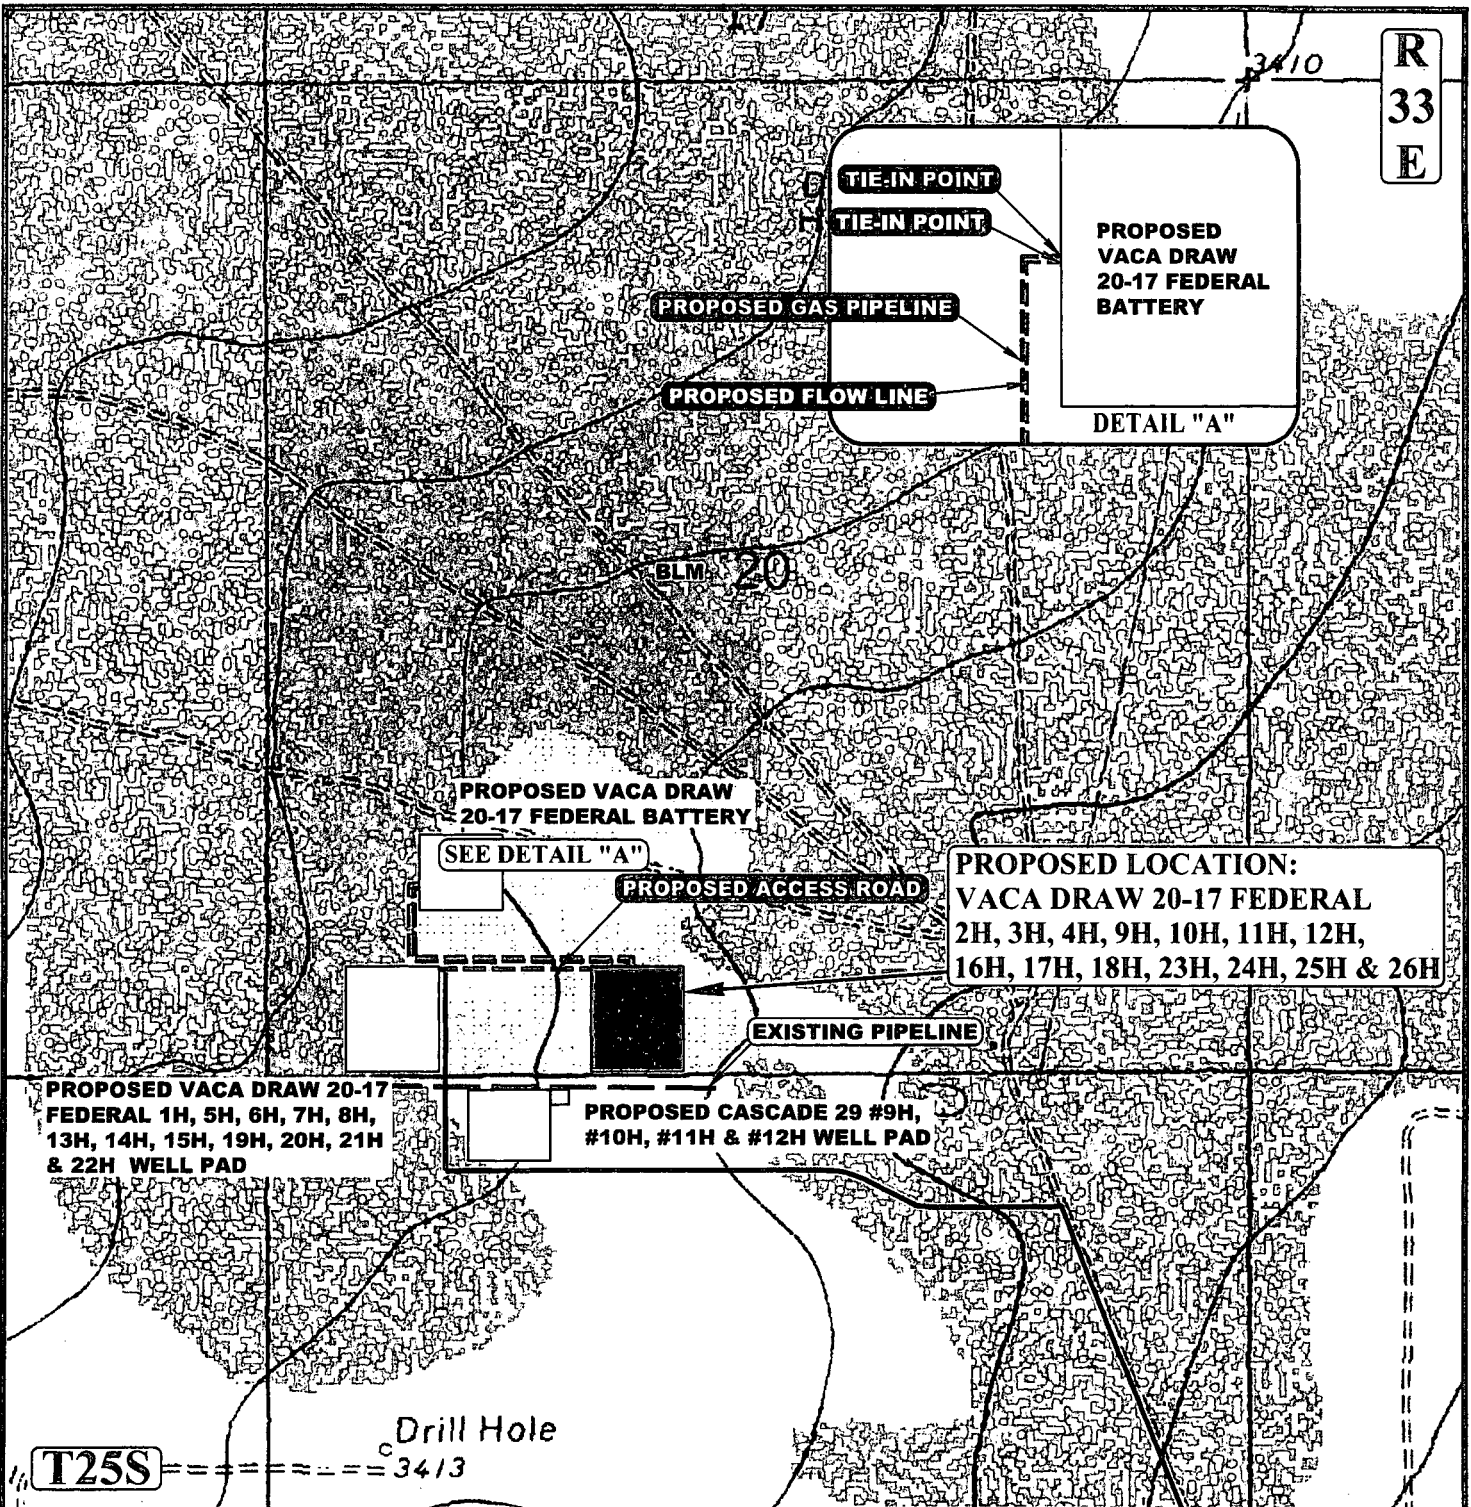 3410
R
33
E
TIE-IN POINT
TIE-IN POINT
PROPOSED
VACA DRAW
20-17 FEDERAL
BATTERY
PROPOSED GAS PIPELINE
PROPOSED FLOW LINE
DETAIL "A"
BLM
20
PROPOSED VACA DRAW
20-17 FEDERAL BATTERY
SEE DETAIL "A"
PROPOSED ACCESS ROAD
PROPOSED LOCATION:
VACA DRAW 20-17 FEDERAL
2H, 3H, 4H, 9H, 10H, 11H, 12H,
16H, 17H, 18H, 23H, 24H, 25H & 26H
EXISTING PIPELINE
PROPOSED VACA DRAW 20-17
FEDERAL 1H, 5H, 6H, 7H, 8H,
13H, 14H, 15H, 19H, 20H, 21H
& 22H WELL PAD
PROPOSED CASCADE 29 #9H,
#10H, #11H & #12H WELL PAD
Drill Hole
3413
T25S